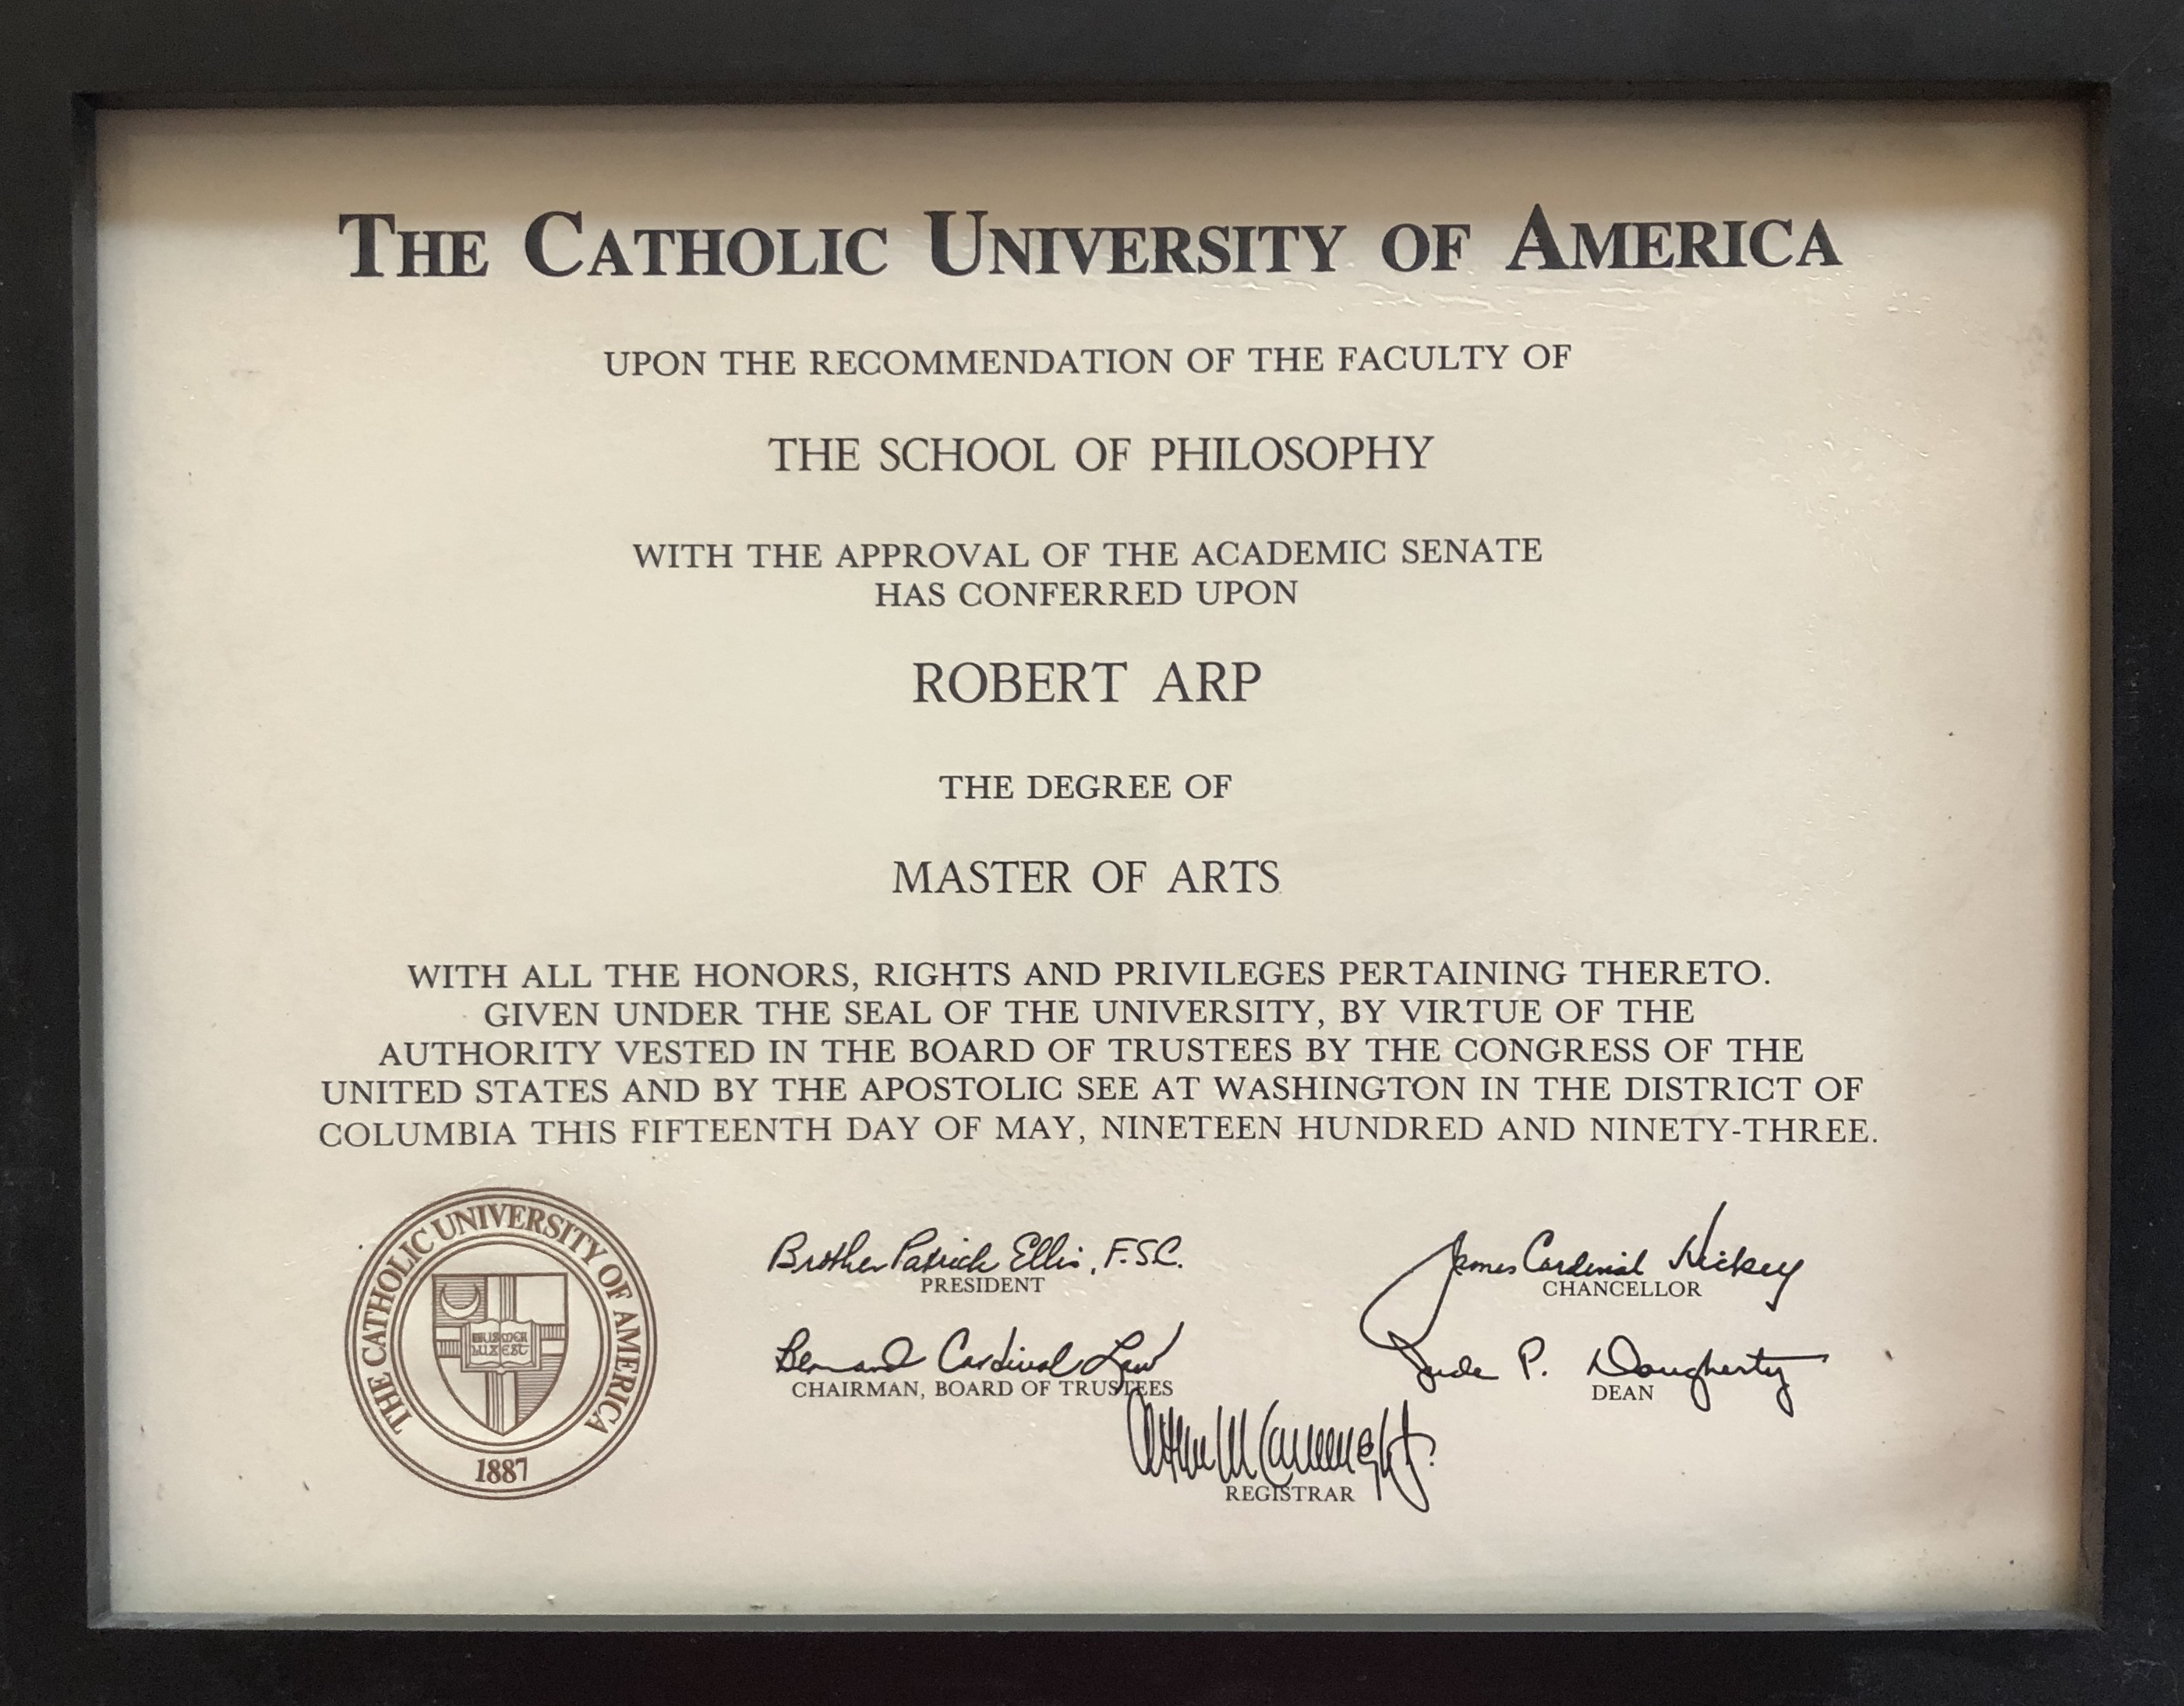 THE CATHOLIC UNIVERSITY OF AMERICA
UPON THE RECOMMENDATION OF THE FACULTY OF
THE SCHOOL OF PHILOSOPHY
WITH THE APPROVAL OF THE ACADEMIC SENATE
HAS CONFERRED UPON
ROBERT ARP
THE DEGREE OF
MASTER OF ARTS
WITH ALL THE HONORS, RIGHTS AND PRIVILEGES PERTAINING THERETO.
GIVEN UNDER THE SEAL OF THE UNIVERSITY, BY VIRTUE OF THE
AUTHORITY VESTED IN THE BOARD OF TRUSTEES BY THE CONGRESS OF THE
UNITED STATES AND BY THE APOSTOLIC SEE AT WASHINGTON IN THE DISTRICT OF
COLUMBIA THIS FIFTEENTH DAY OF MAY, NINETEEN HUNDRED AND NINETY-THREE.
THE CATHOLIC UNIVERSITY OF AMERICA
DEUS MEA
LUX EST
1887
Brother Patrick Ellis, F.S.C.
PRESIDENT
James Cardinal Hickey
CHANCELLOR
Bernard Cardinal Law
CHAIRMAN, BOARD OF TRUSTEES
Jude P. Dougherty
DEAN
REGISTRAR